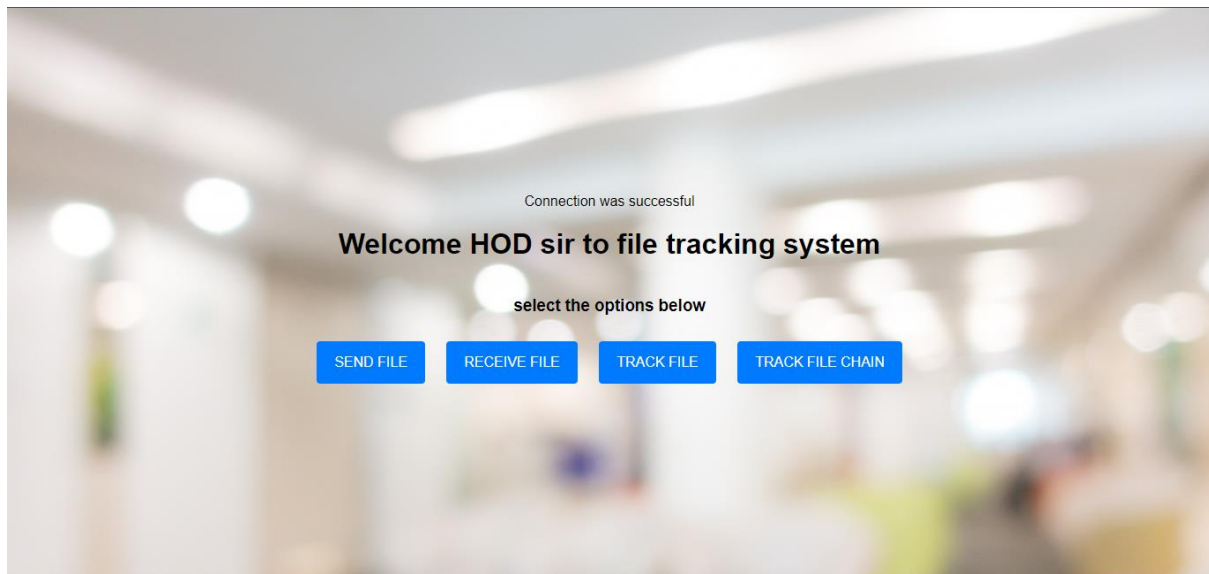 Connection was successful
Welcome HOD sir to file tracking system
select the options below
SEND FILE RECEIVE FILE TRACK FILE TRACK FILE CHAIN